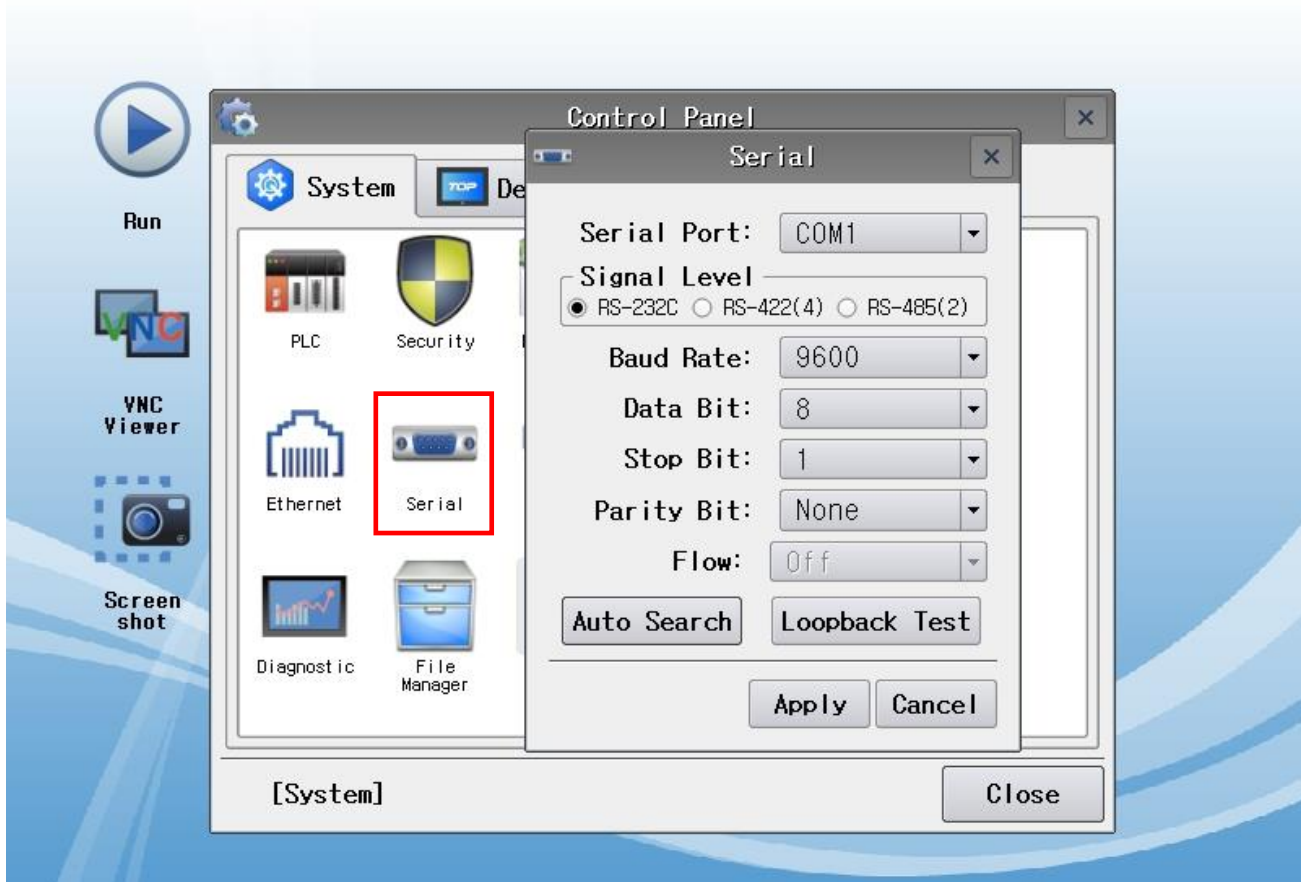 Control Panel
Serial
System
TOP
De
Run
VNC
VNC
Viewer
Screen
shot
PLC
Security
Ethernet
Serial
Diagnostic
File
Manager
Serial Port: COM1
Signal Level
RS-232C RS-422(4) RS-485(2)
Baud Rate: 9600
Data Bit: 8
Stop Bit: 1
Parity Bit: None
Flow: Off
Auto Search Loopback Test
Apply Cancel
[System] Close